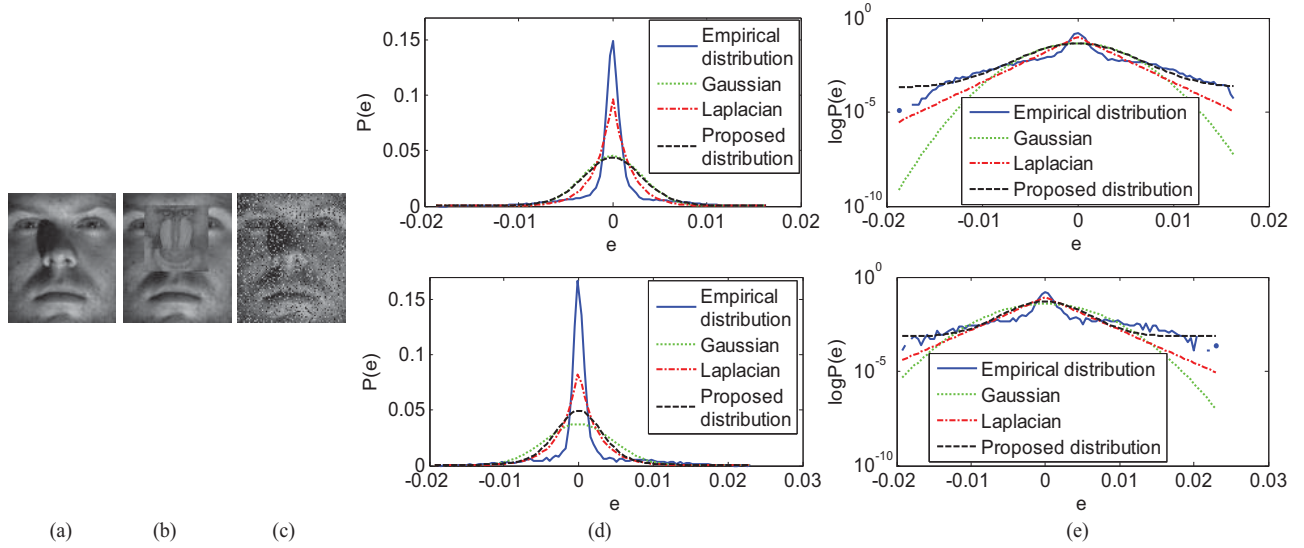 0.15
0.1
0.05
0
P(e)
-0.02
-0.01
0
0.01
0.02
e
Empirical
distribution
Gaussian
Laplacian
Proposed
distribution
10^0
10^-5
10^-10
logP(e)
-0.02
-0.01
0
0.01
0.02
e
Empirical distribution
Gaussian
Laplacian
Proposed distribution
0.15
0.1
0.05
0
P(e)
-0.02
-0.01
0
0.01
0.02
0.03
e
Empirical
distribution
Gaussian
Laplacian
Proposed
distribution
10^0
10^-5
10^-10
logP(e)
-0.02
-0.01
0
0.01
0.02
0.03
e
Empirical distribution
Gaussian
Laplacian
Proposed distribution
(a) (b) (c) (d) (e)